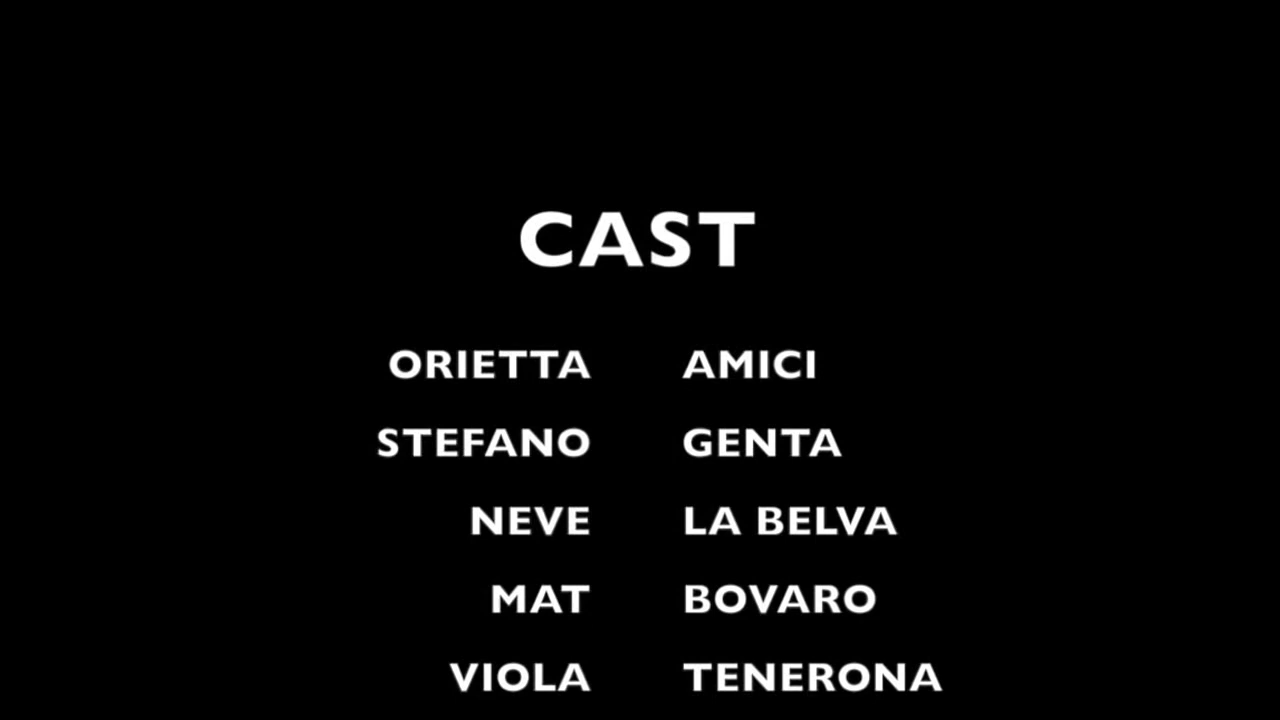 CAST
ORIETTA AMICI
STEFANO GENTA
NEVE LA BELVA
MAT BOVARO
VIOLA TENERONA